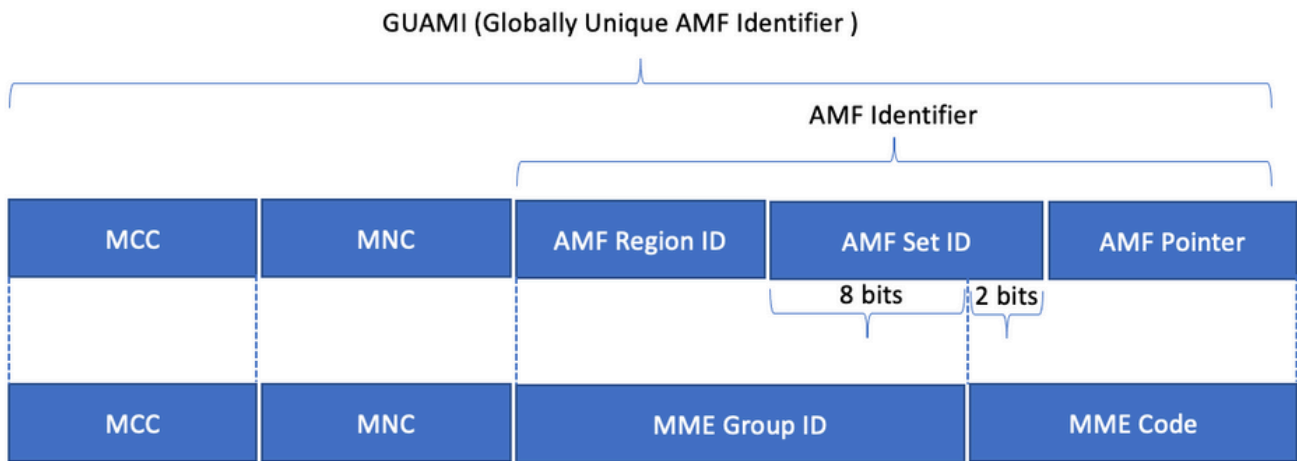 GUAMI (Globally Unique AMF Identifier )
AMF Identifier
MCC MNC AMF Region ID AMF Set ID AMF Pointer
8 bits 2 bits
MCC MNC MME Group ID MME Code